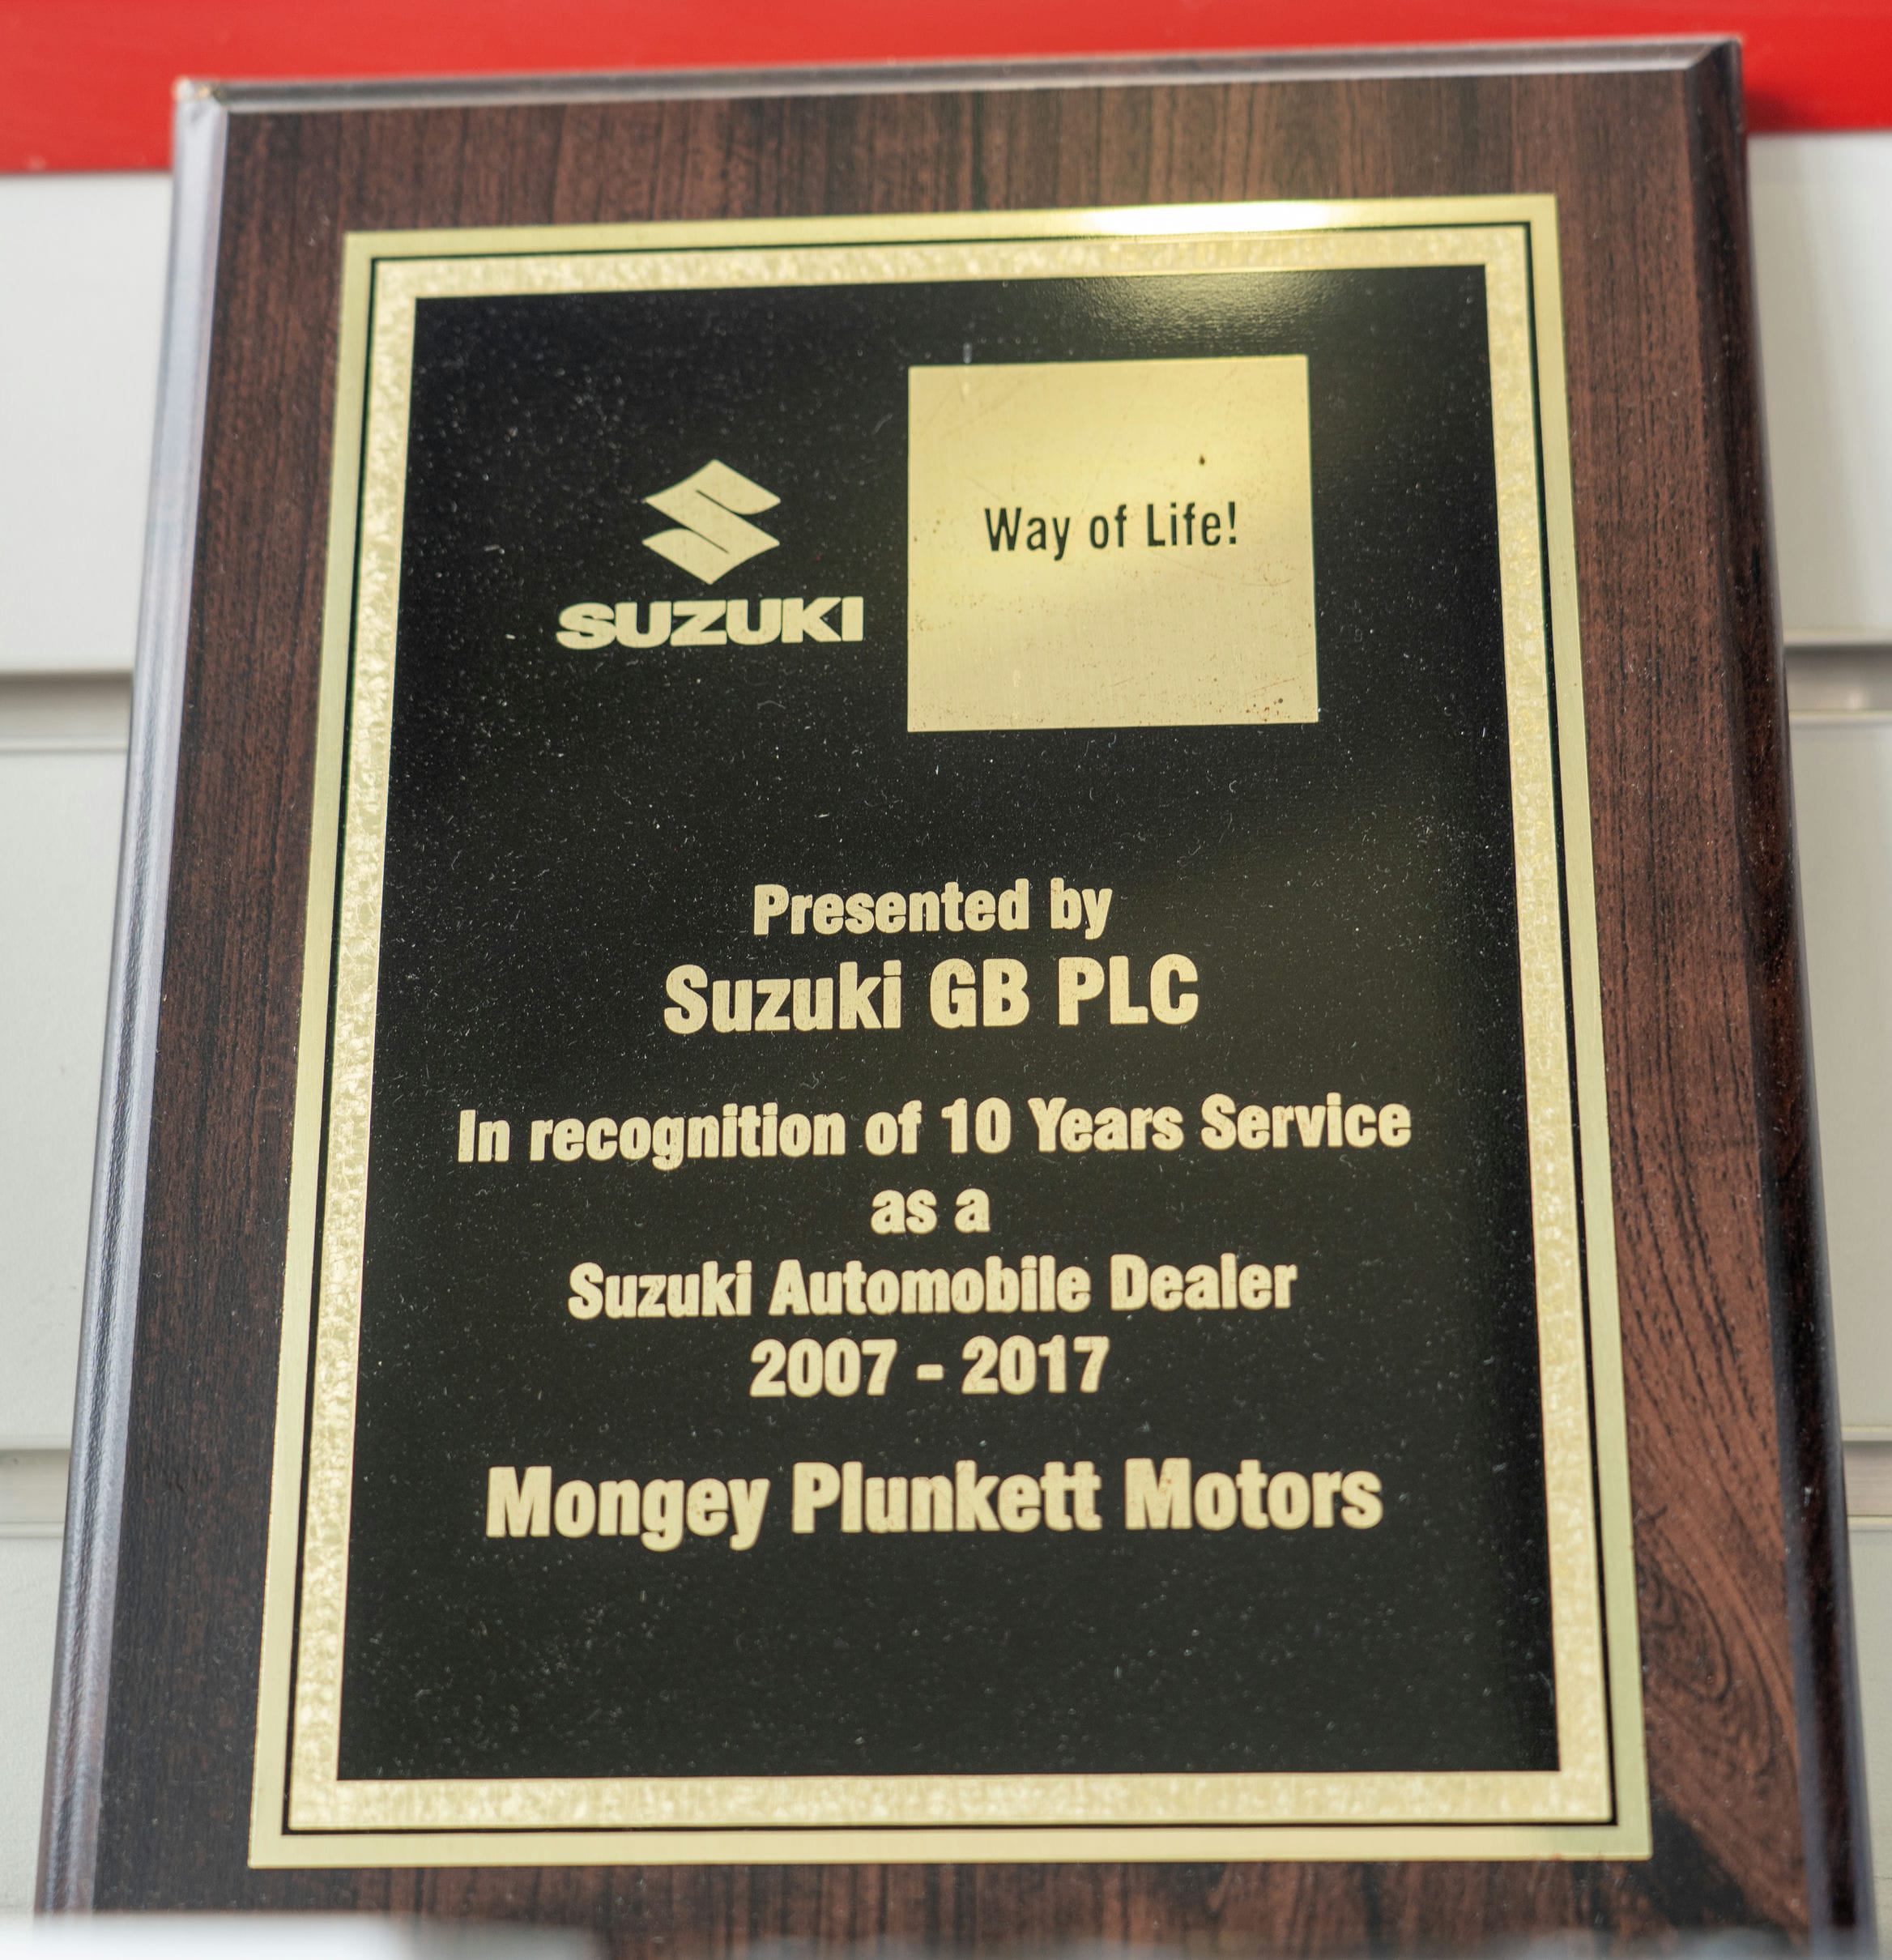 SUZUKI
Way of Life!
Presented by
Suzuki GB PLC
In recognition of 10 Years Service
as a
Suzuki Automobile Dealer
2007 - 2017
Mongey Plunkett Motors